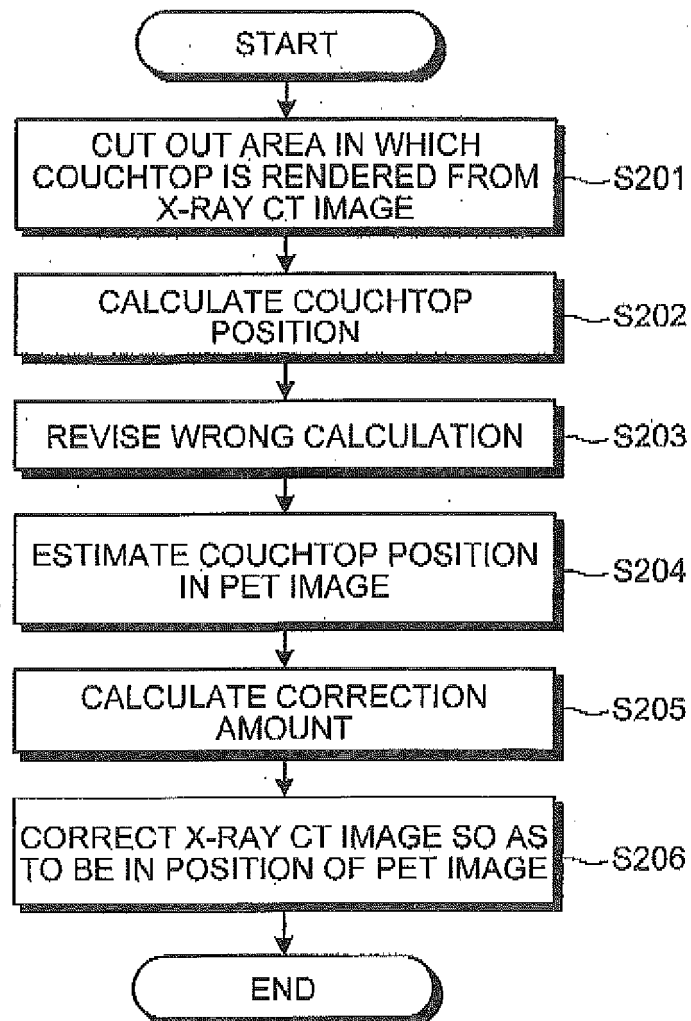 START
CUT OUT AREA IN WHICH
COUCHTOP IS RENDERED FROM
X-RAY CT IMAGE
S201
CALCULATE COUCHTOP
POSITION
S202
REVISE WRONG CALCULATION
S203
ESTIMATE COUCHTOP POSITION
IN PET IMAGE
S204
CALCULATE CORRECTION
AMOUNT
S205
CORRECT X-RAY CT IMAGE SO AS
TO BE IN POSITION OF PET IMAGE
S206
END